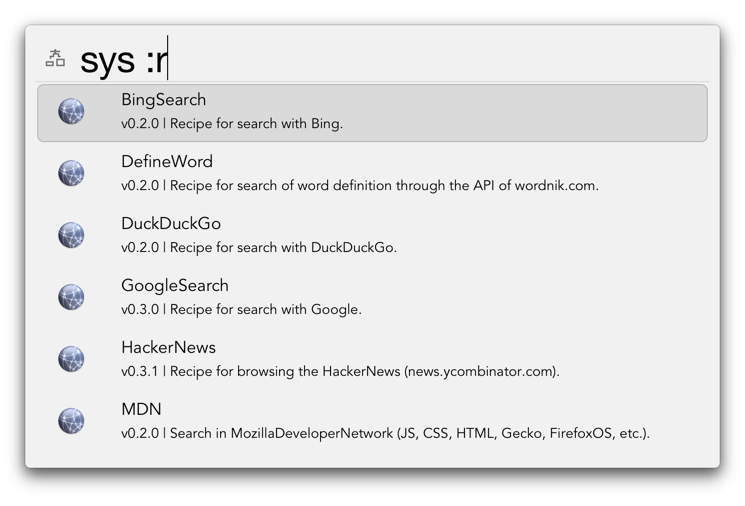 sys :r
BingSearch
v0.2.0 | Recipe for search with Bing.
DefineWord
v0.2.0 | Recipe for search of word definition through the API of wordnik.com.
DuckDuckGo
v0.2.0 | Recipe for search with DuckDuckGo.
GoogleSearch
v0.3.0 | Recipe for search with Google.
HackerNews
v0.3.1 | Recipe for browsing the HackerNews (news.ycombinator.com).
MDN
v0.2.0 | Search in MozillaDeveloperNetwork (JS, CSS, HTML, Gecko, FirefoxOS, etc.).